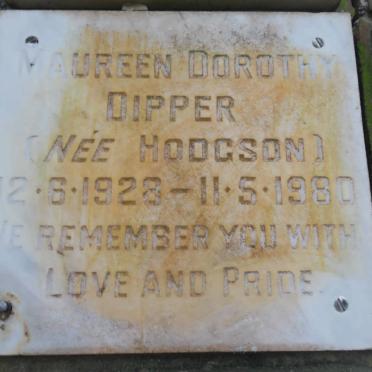 MAUREEN DOROTHY
DIPPER
(NÉE HODGSON)
12·6·1928 – 11·5·1980
WE REMEMBER YOU WITH
LOVE AND PRIDE.